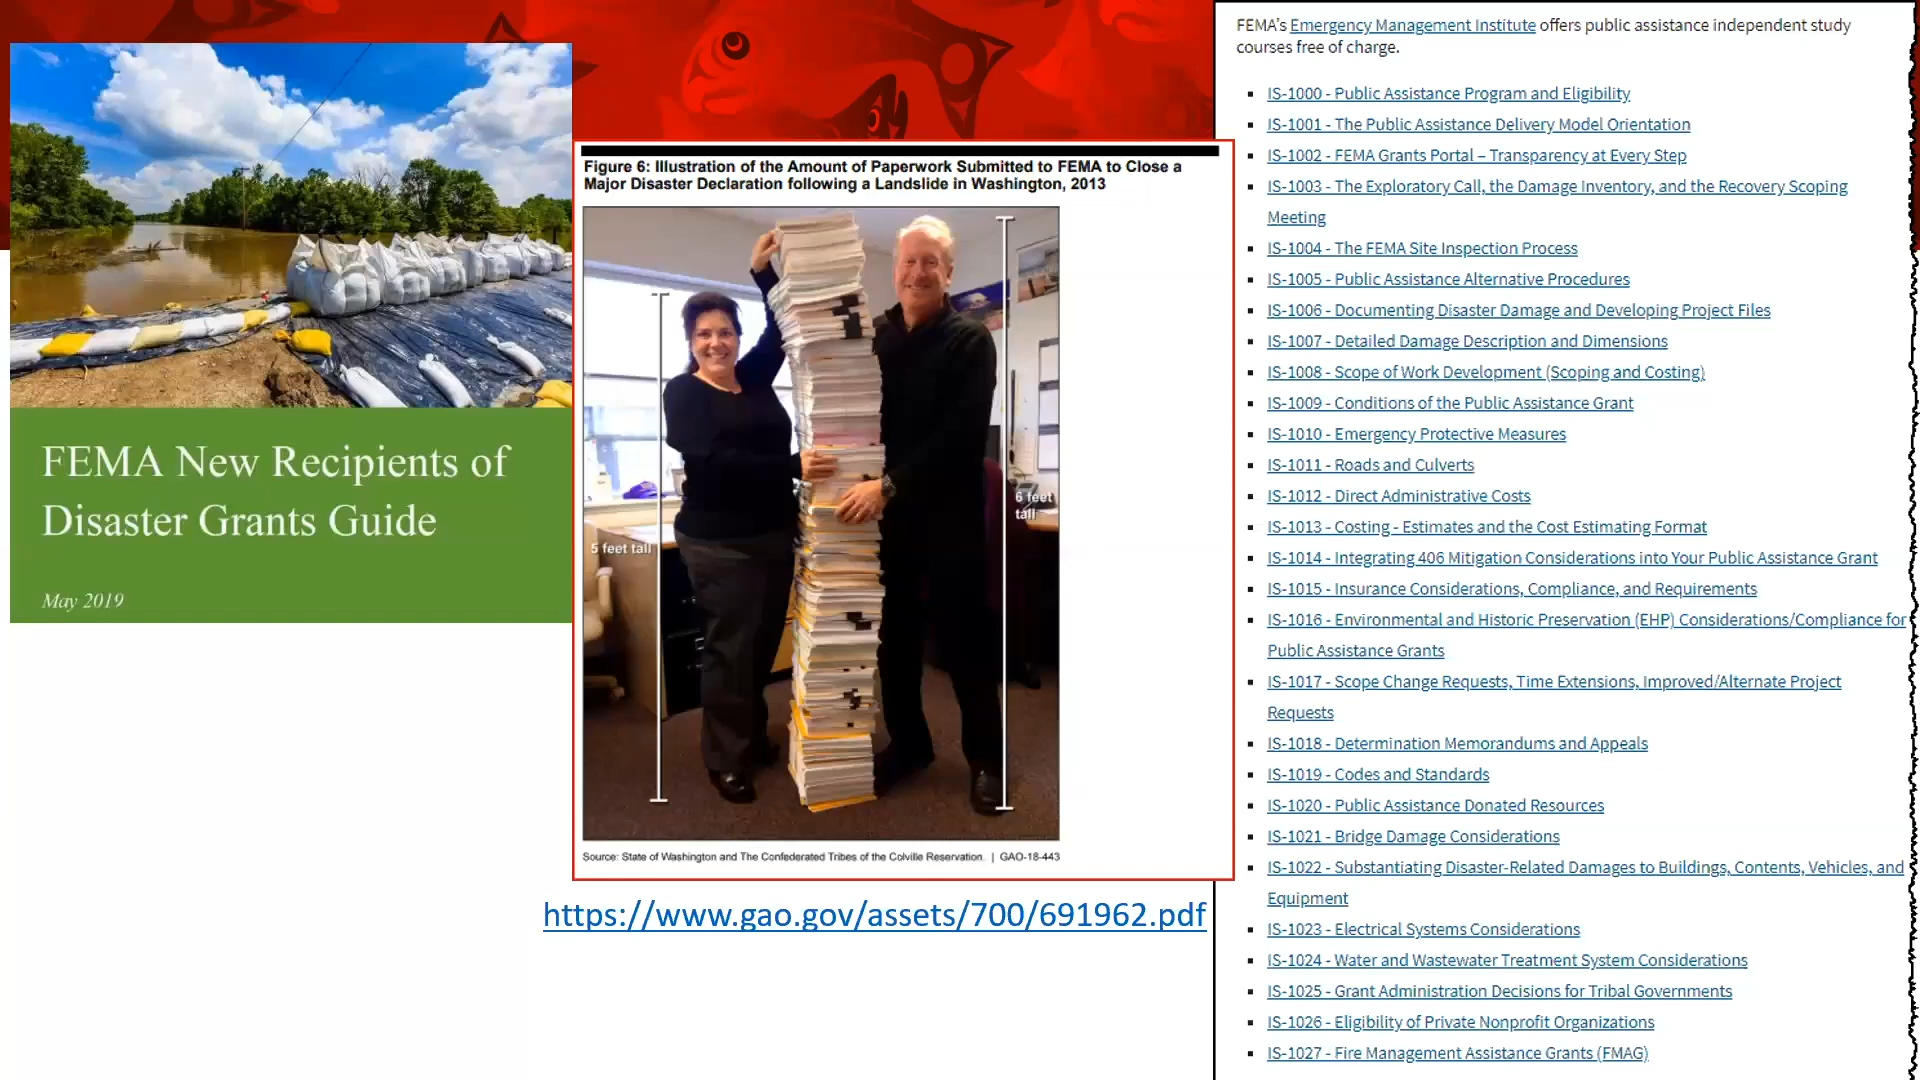 FEMA New Recipients of
Disaster Grants Guide
May 2019
Figure 6: Illustration of the Amount of Paperwork Submitted to FEMA to Close a
Major Disaster Declaration following a Landslide in Washington, 2013
5 feet tall
6 feet
tall
Source: State of Washington and The Confederated Tribes of the Colville Reservation. | GAO-18-443
https://www.gao.gov/assets/700/691962.pdf
FEMA's Emergency Management Institute offers public assistance independent study
courses free of charge.
▪ IS-1000 - Public Assistance Program and Eligibility
▪ IS-1001 - The Public Assistance Delivery Model Orientation
▪ IS-1002 - FEMA Grants Portal – Transparency at Every Step
▪ IS-1003 - The Exploratory Call, the Damage Inventory, and the Recovery Scoping
Meeting
▪ IS-1004 - The FEMA Site Inspection Process
▪ IS-1005 - Public Assistance Alternative Procedures
▪ IS-1006 - Documenting Disaster Damage and Developing Project Files
▪ IS-1007 - Detailed Damage Description and Dimensions
▪ IS-1008 - Scope of Work Development (Scoping and Costing)
▪ IS-1009 - Conditions of the Public Assistance Grant
▪ IS-1010 - Emergency Protective Measures
▪ IS-1011 - Roads and Culverts
▪ IS-1012 - Direct Administrative Costs
▪ IS-1013 - Costing - Estimates and the Cost Estimating Format
▪ IS-1014 - Integrating 406 Mitigation Considerations into Your Public Assistance Grant
▪ IS-1015 - Insurance Considerations, Compliance, and Requirements
▪ IS-1016 - Environmental and Historic Preservation (EHP) Considerations/Compliance for
Public Assistance Grants
▪ IS-1017 - Scope Change Requests, Time Extensions, Improved/Alternate Project
Requests
▪ IS-1018 - Determination Memorandums and Appeals
▪ IS-1019 - Codes and Standards
▪ IS-1020 - Public Assistance Donated Resources
▪ IS-1021 - Bridge Damage Considerations
▪ IS-1022 - Substantiating Disaster-Related Damages to Buildings, Contents, Vehicles, and
Equipment
▪ IS-1023 - Electrical Systems Considerations
▪ IS-1024 - Water and Wastewater Treatment System Considerations
▪ IS-1025 - Grant Administration Decisions for Tribal Governments
▪ IS-1026 - Eligibility of Private Nonprofit Organizations
▪ IS-1027 - Fire Management Assistance Grants (FMAG)